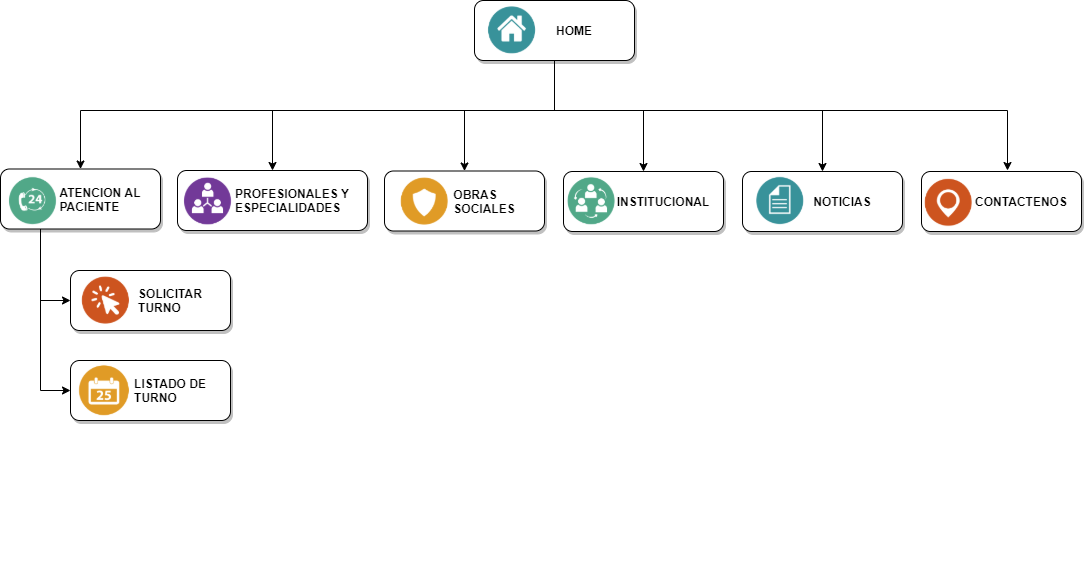 HOME
24
ATENCION AL
PACIENTE
PROFESIONALES Y
ESPECIALIDADES
OBRAS
SOCIALES
INSTITUCIONAL
NOTICIAS
CONTACTENOS
SOLICITAR
TURNO
25
LISTADO DE
TURNO